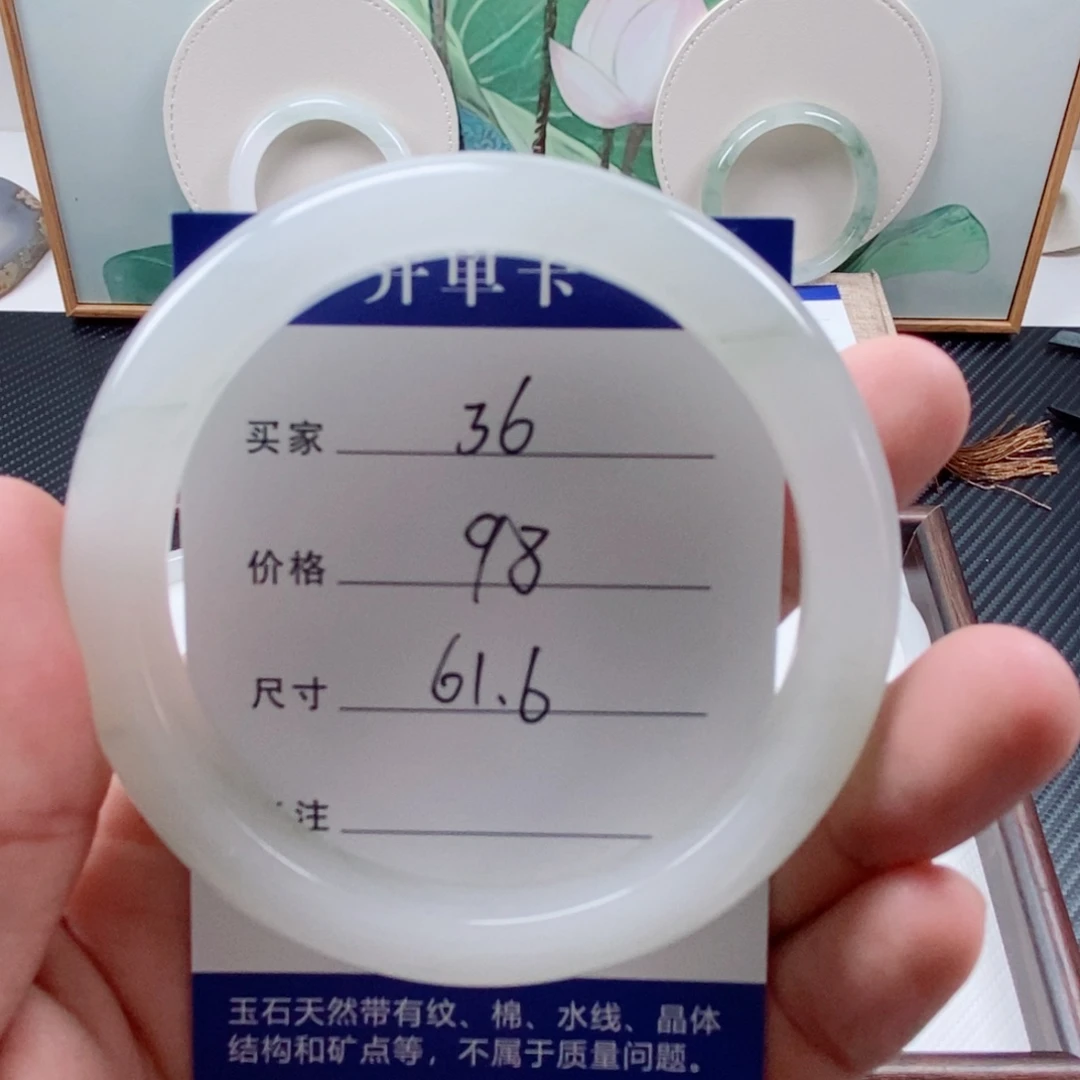 开单卡
买家 36
价格 98
尺寸 61.6
注
玉石天然带有纹、棉、水线、晶体
结构和矿点等，不属于质量问题。